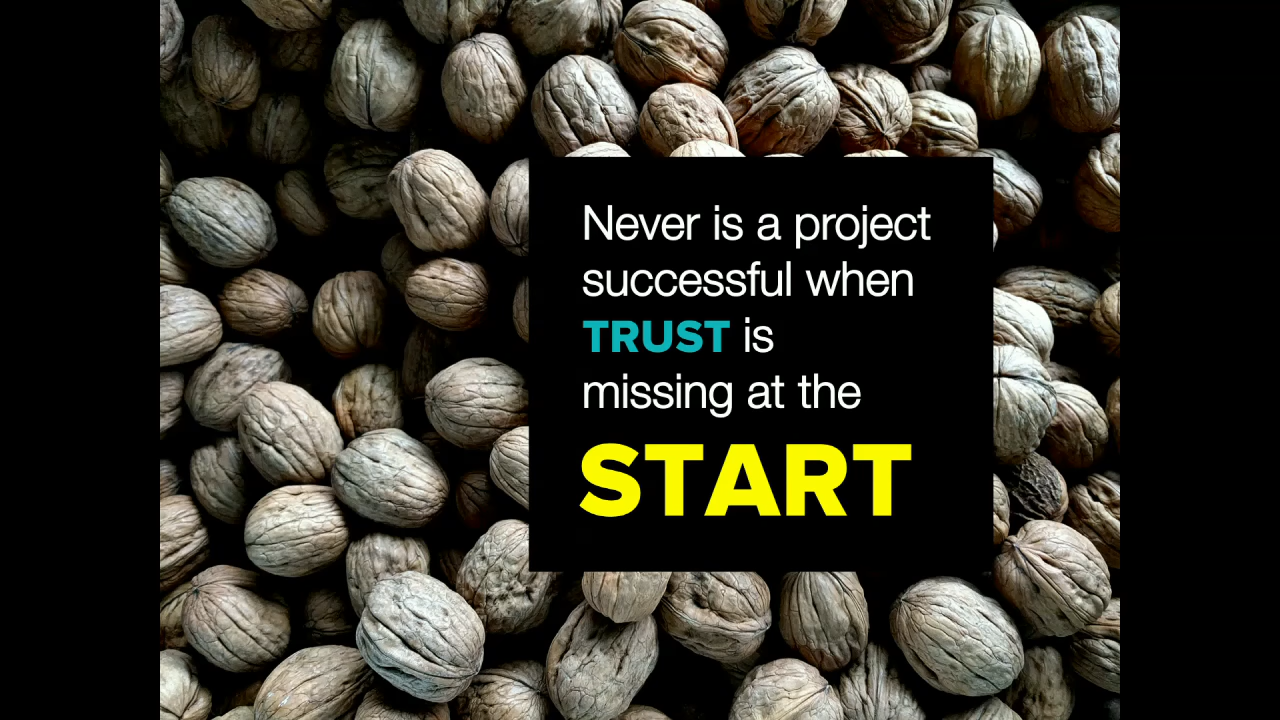 Never is a project
successful when
TRUST is
missing at the
START